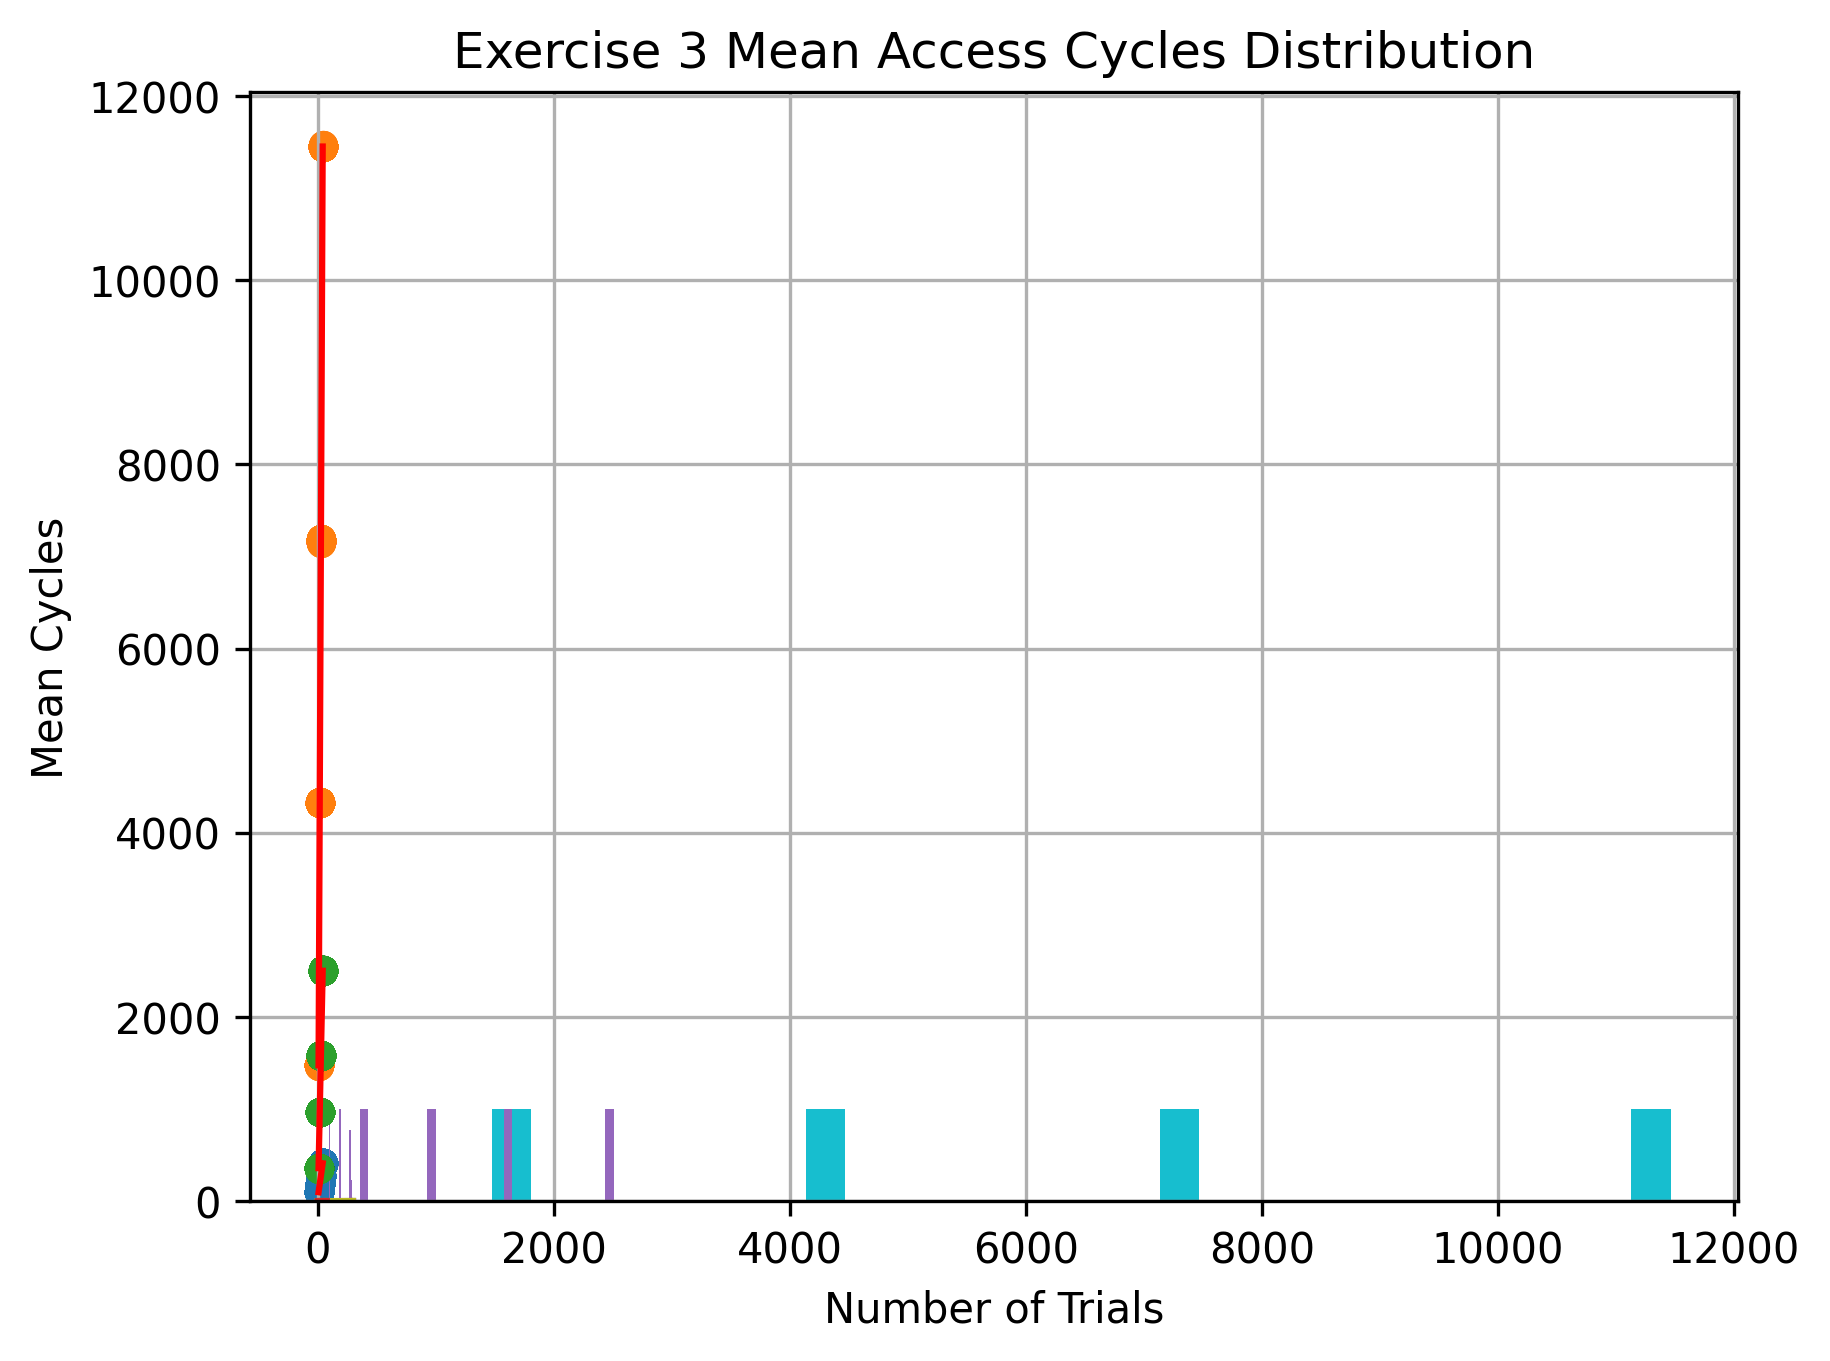 Exercise 3 Mean Access Cycles Distribution
12000
10000
8000
6000
4000
2000
0
Mean Cycles
0 2000 4000 6000 8000 10000 12000
Number of Trials